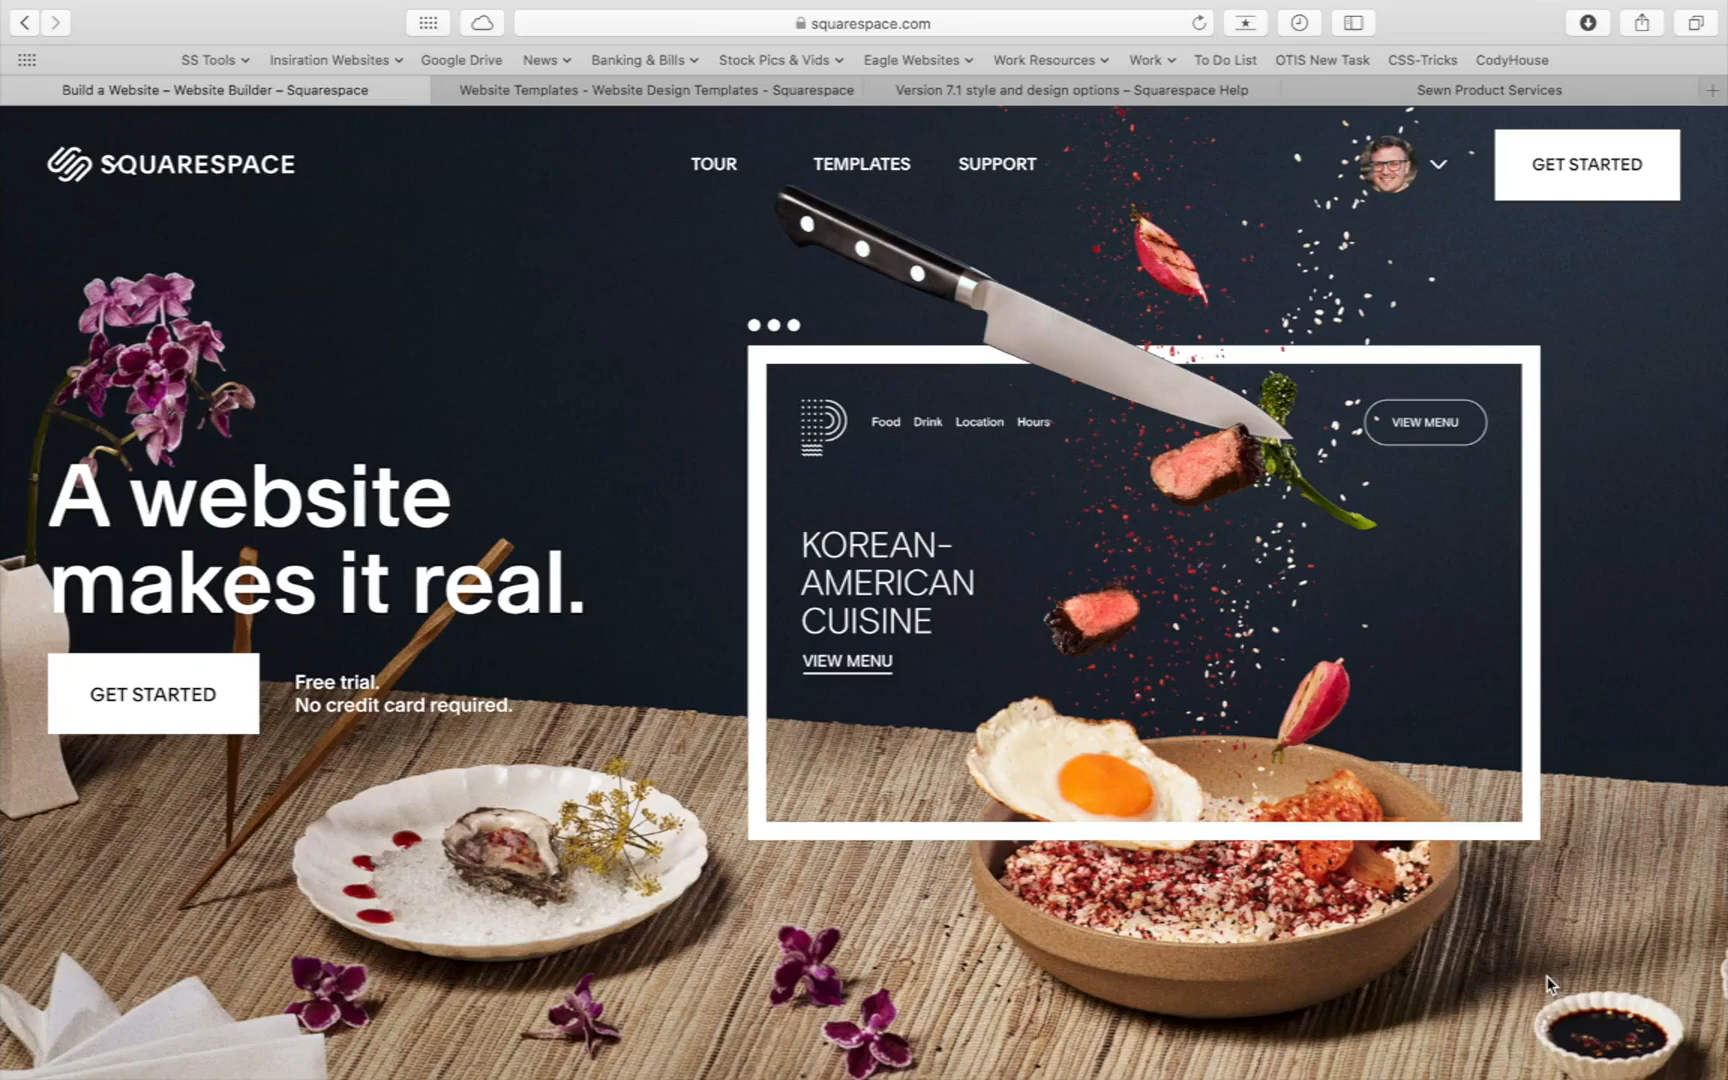 squarespace.com
SS Tools
Insiration Websites
Google Drive
News
Banking & Bills
Stock Pics & Vids
Eagle Websites
Work Resources
Work
To Do List
OTIS New Task
CSS-Tricks
CodyHouse
Build a Website – Website Builder – Squarespace
Website Templates - Website Design Templates - Squarespace
Version 7.1 style and design options – Squarespace Help
Sewn Product Services
SQUARESPACE
TOUR
TEMPLATES
SUPPORT
GET STARTED
A website
makes it real.
GET STARTED
Free trial.
No credit card required.
Food
Drink
Location
Hours
VIEW MENU
KOREAN-
AMERICAN
CUISINE
VIEW MENU